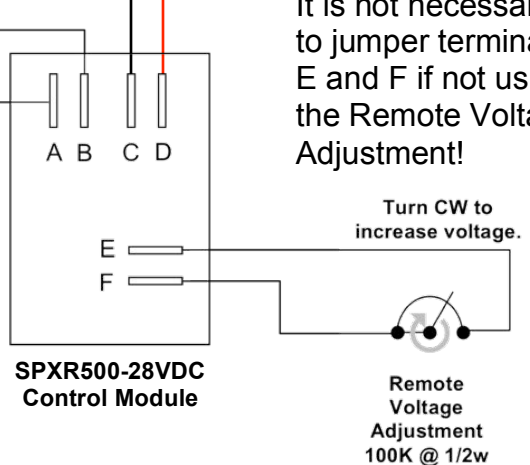 It is not necessa
to jumper termina
E and F if not us
the Remote Volta
Adjustment!
A B C D
Turn CW to
increase voltage.
E
F
SPXR500-28VDC
Control Module
Remote
Voltage
Adjustment
100K @ 1/2w